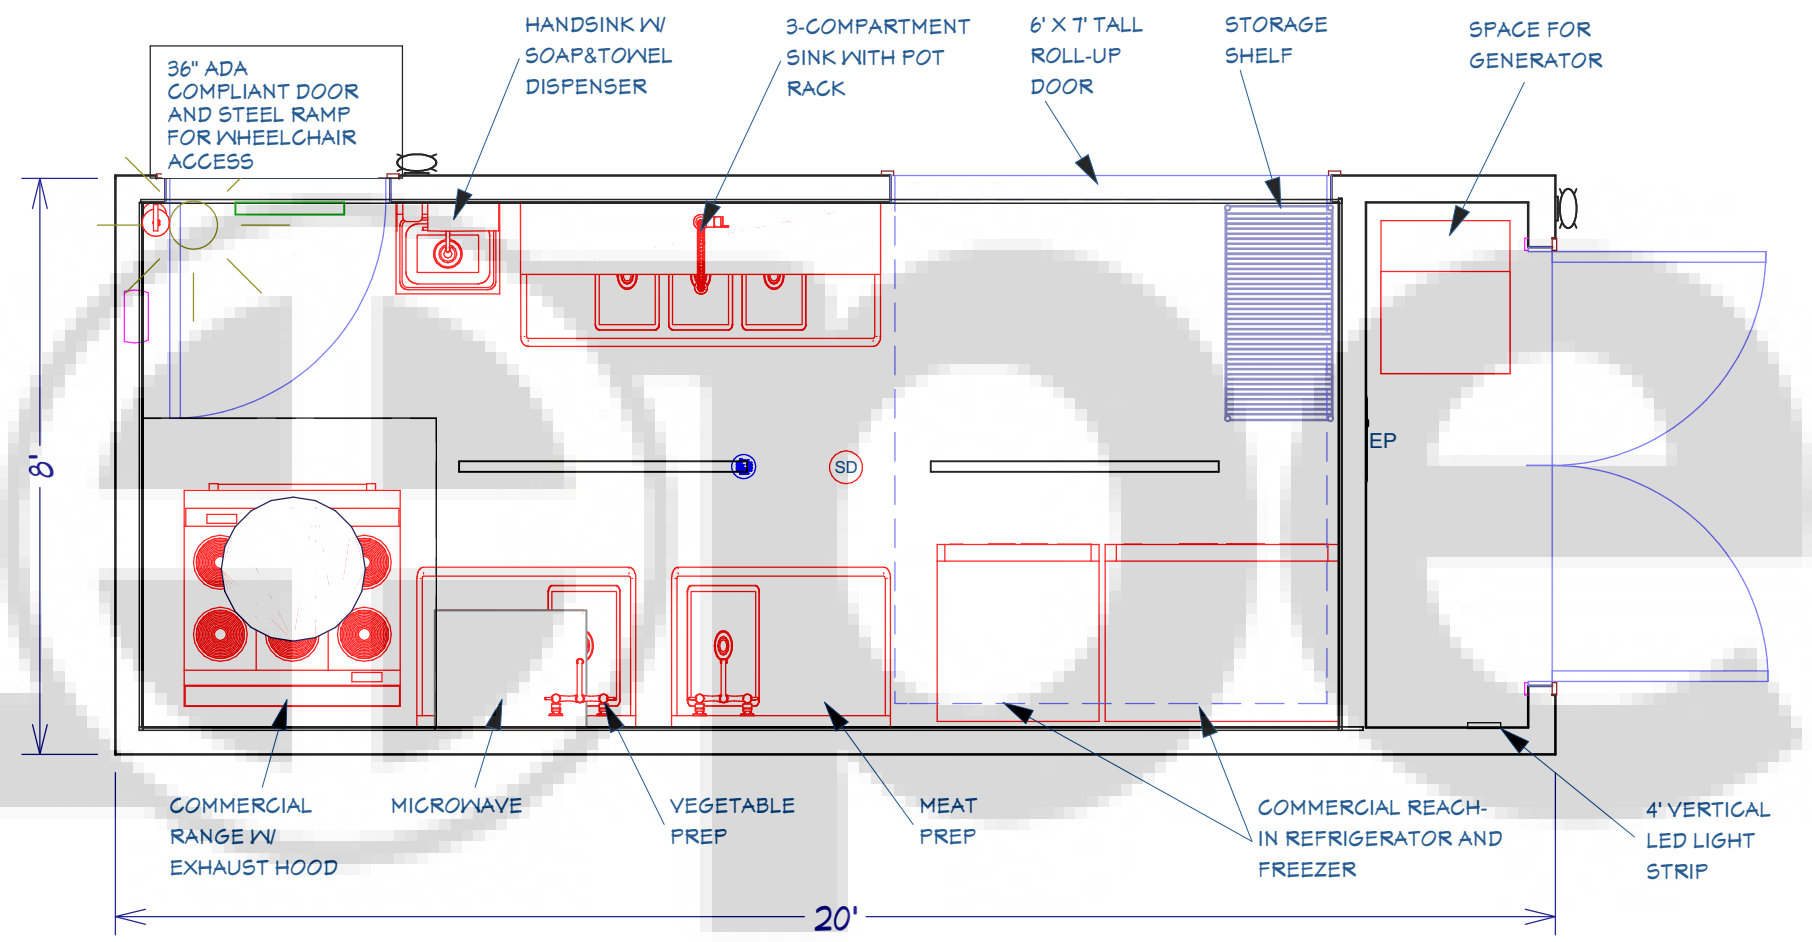 36" ADA
COMPLIANT DOOR
AND STEEL RAMP
FOR WHEELCHAIR
ACCESS
HANDSINK W/
SOAP&TOWEL
DISPENSER
3-COMPARTMENT
SINK WITH POT
RACK
6' X 7' TALL
ROLL-UP
DOOR
STORAGE
SHELF
SPACE FOR
GENERATOR
8'
SD
EP
COMMERCIAL
RANGE W/
EXHAUST HOOD
MICROWAVE
VEGETABLE
PREP
MEAT
PREP
COMMERCIAL REACH-
IN REFRIGERATOR AND
FREEZER
4' VERTICAL
LED LIGHT
STRIP
20'